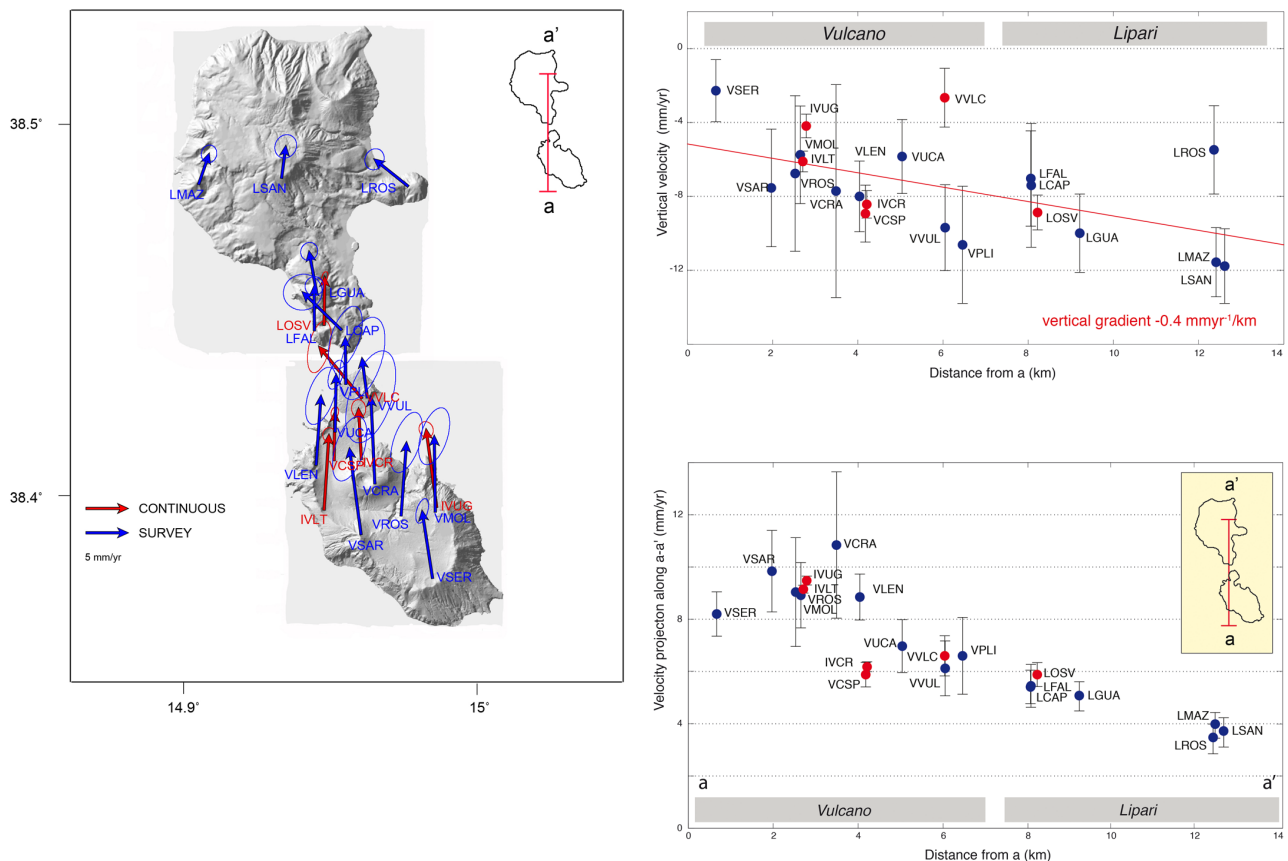 38.5
38.4
14.9
15
a'
a
LMAZ
LSAN
LROS
LGUA
LOSV
LFAL
LCAP
VPLI
VVLC
VVUL
VUCA
VCSP
IVCR
VLEN
VCRA
IVLT
VROS
IVUG
VMOL
VSAR
VSER
CONTINUOUS
SURVEY
5 mm/yr
Vulcano
Lipari
Vertical velocity (mm/yr)
0
-4
-8
-12
VSER
IVUG
VVLC
VMOL
VLEN
VUCA
LROS
IVLT
LFAL
VSAR
VROS
LCAP
VCRA
IVCR
VCSP
LOSV
VVUL
VPLI
LGUA
LMAZ
LSAN
vertical gradient -0.4 mmyr⁻¹/km
0
2
4
6
8
10
12
14
Distance from a (km)
Velocity projecton along a-a' (mm/yr)
12
8
4
0
a'
a
VCRA
VSAR
IVUG
IVLT
VLEN
VROS
VSER
VMOL
VUCA
VVLC
VPLI
IVCR
VCSP
VVUL
LOSV
LFAL
LCAP
LGUA
LMAZ
LSAN
LROS
a
a'
Vulcano
Lipari
0
2
4
6
8
10
12
14
Distance from a (km)